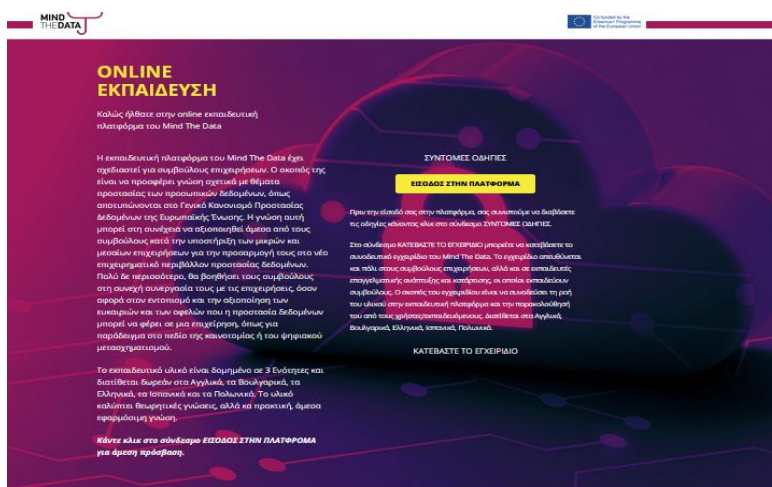 MIND
THE DATA
Co-funded by the
Erasmus+ Programme
of the European Union
ONLINE
ΕΚΠΑΙΔΕΥΣΗ
Καλώς ήλθατε στην online εκπαιδευτική
πλατφόρμα του Mind The Data
Η εκπαιδευτική πλατφόρμα του Mind The Data έχει
σχεδιαστεί για συμβούλους επιχειρήσεων. Ο σκοπός της
είναι να προσφέρει γνώση σχετικά με θέματα
προστασίας των προσωπικών δεδομένων, όπως
αποτυπώνονται στο Γενικό Κανονισμό Προστασίας
Δεδομένων της Ευρωπαϊκής Ένωσης. Η γνώση αυτή
μπορεί στη συνέχεια να αξιοποιηθεί άμεσα από τους
συμβούλους κατά την υποστήριξη των μικρών και
μεσαίων επιχειρήσεων για την προσαρμογή τους στο νέο
επιχειρηματικό περιβάλλον προστασίας δεδομένων.
Πολύ δε περισσότερο, θα βοηθήσει τους συμβούλους
στη συνεχή συνεργασία τους με τις επιχειρήσεις, όσον
αφορά στον εντοπισμό και την αξιοποίηση των
ευκαιριών και των οφελών που η προστασία δεδομένων
μπορεί να φέρει σε μια επιχείρηση, όπως για
παράδειγμα στο πεδίο της καινοτομίας ή του ψηφιακού
μετασχηματισμού.
Το εκπαιδευτικό υλικό είναι δομημένο σε 3 Ενότητες και
διατίθεται δωρεάν στα Αγγλικά, τα Βουλγαρικά, τα
Ελληνικά, τα Ισπανικά και τα Πολωνικά. Το υλικό
καλύπτει θεωρητικές γνώσεις, αλλά κα πρακτική, άμεσα
εφαρμόσιμη γνώση.
Κάντε κλικ στο σύνδεσμο ΕΙΣΟΔΟΣ ΣΤΗΝ ΠΛΑΤΦΡΟΜΑ
για άμεση πρόσβαση.
ΣΥΝΤΟΜΕΣ ΟΔΗΓΙΕΣ
ΕΙΣΟΔΟΣ ΣΤΗΝ ΠΛΑΤΦΟΡΜΑ
Πριν την είσοδό σας στην πλατφόρμα, σας συνιστούμε να διαβάσετε
τις οδηγίες κάνοντας κλικ στο σύνδεσμο ΣΥΝΤΟΜΕΣ ΟΔΗΓΙΕΣ.
Στο σύνδεσμο ΚΑΤΕΒΑΣΤΕ ΤΟ ΕΓΧΕΙΡΙΔΙΟ μπορείτε να κατεβάσετε το
συνοδευτικό εγχειρίδιο του Mind The Data. Το εγχειρίδιο απευθύνεται
και πάλι στους συμβούλους επιχειρήσεων, αλλά και σε εκπαιδευτές
επαγγελματικής ανάπτυξης και κατάρτισης, οι οποίοι εκπαιδεύουν
συμβούλους. Ο σκοπός του εγχειριδίου είναι να συνοδεύσει τη ροή
του υλικού στην εκπαιδευτική πλατφόρμα και την παρακολούθησή
του από τους χρήστες/εκπαιδευόμενους. Διατίθεται στα Αγγλικά,
Βουλγαρικά, Ελληνικά, Ισπανικά, Πολωνικά.
ΚΑΤΕΒΑΣΤΕ ΤΟ ΕΓΧΕΙΡΙΔΙΟ